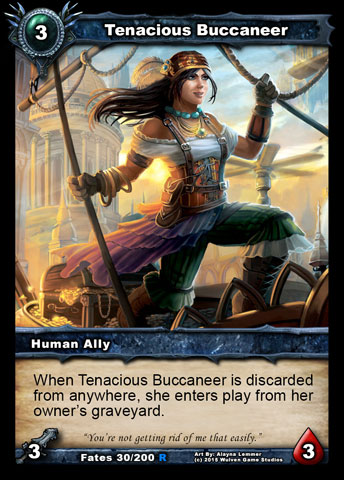 3
Tenacious Buccaneer
Human Ally
When Tenacious Buccaneer is discarded
from anywhere, she enters play from her
owner's graveyard.
"You're not getting rid of me that easily."
3
Fates 30/200 R
Art By: Alayna Lemmer
(c) 2015 Wulven Game Studios
3